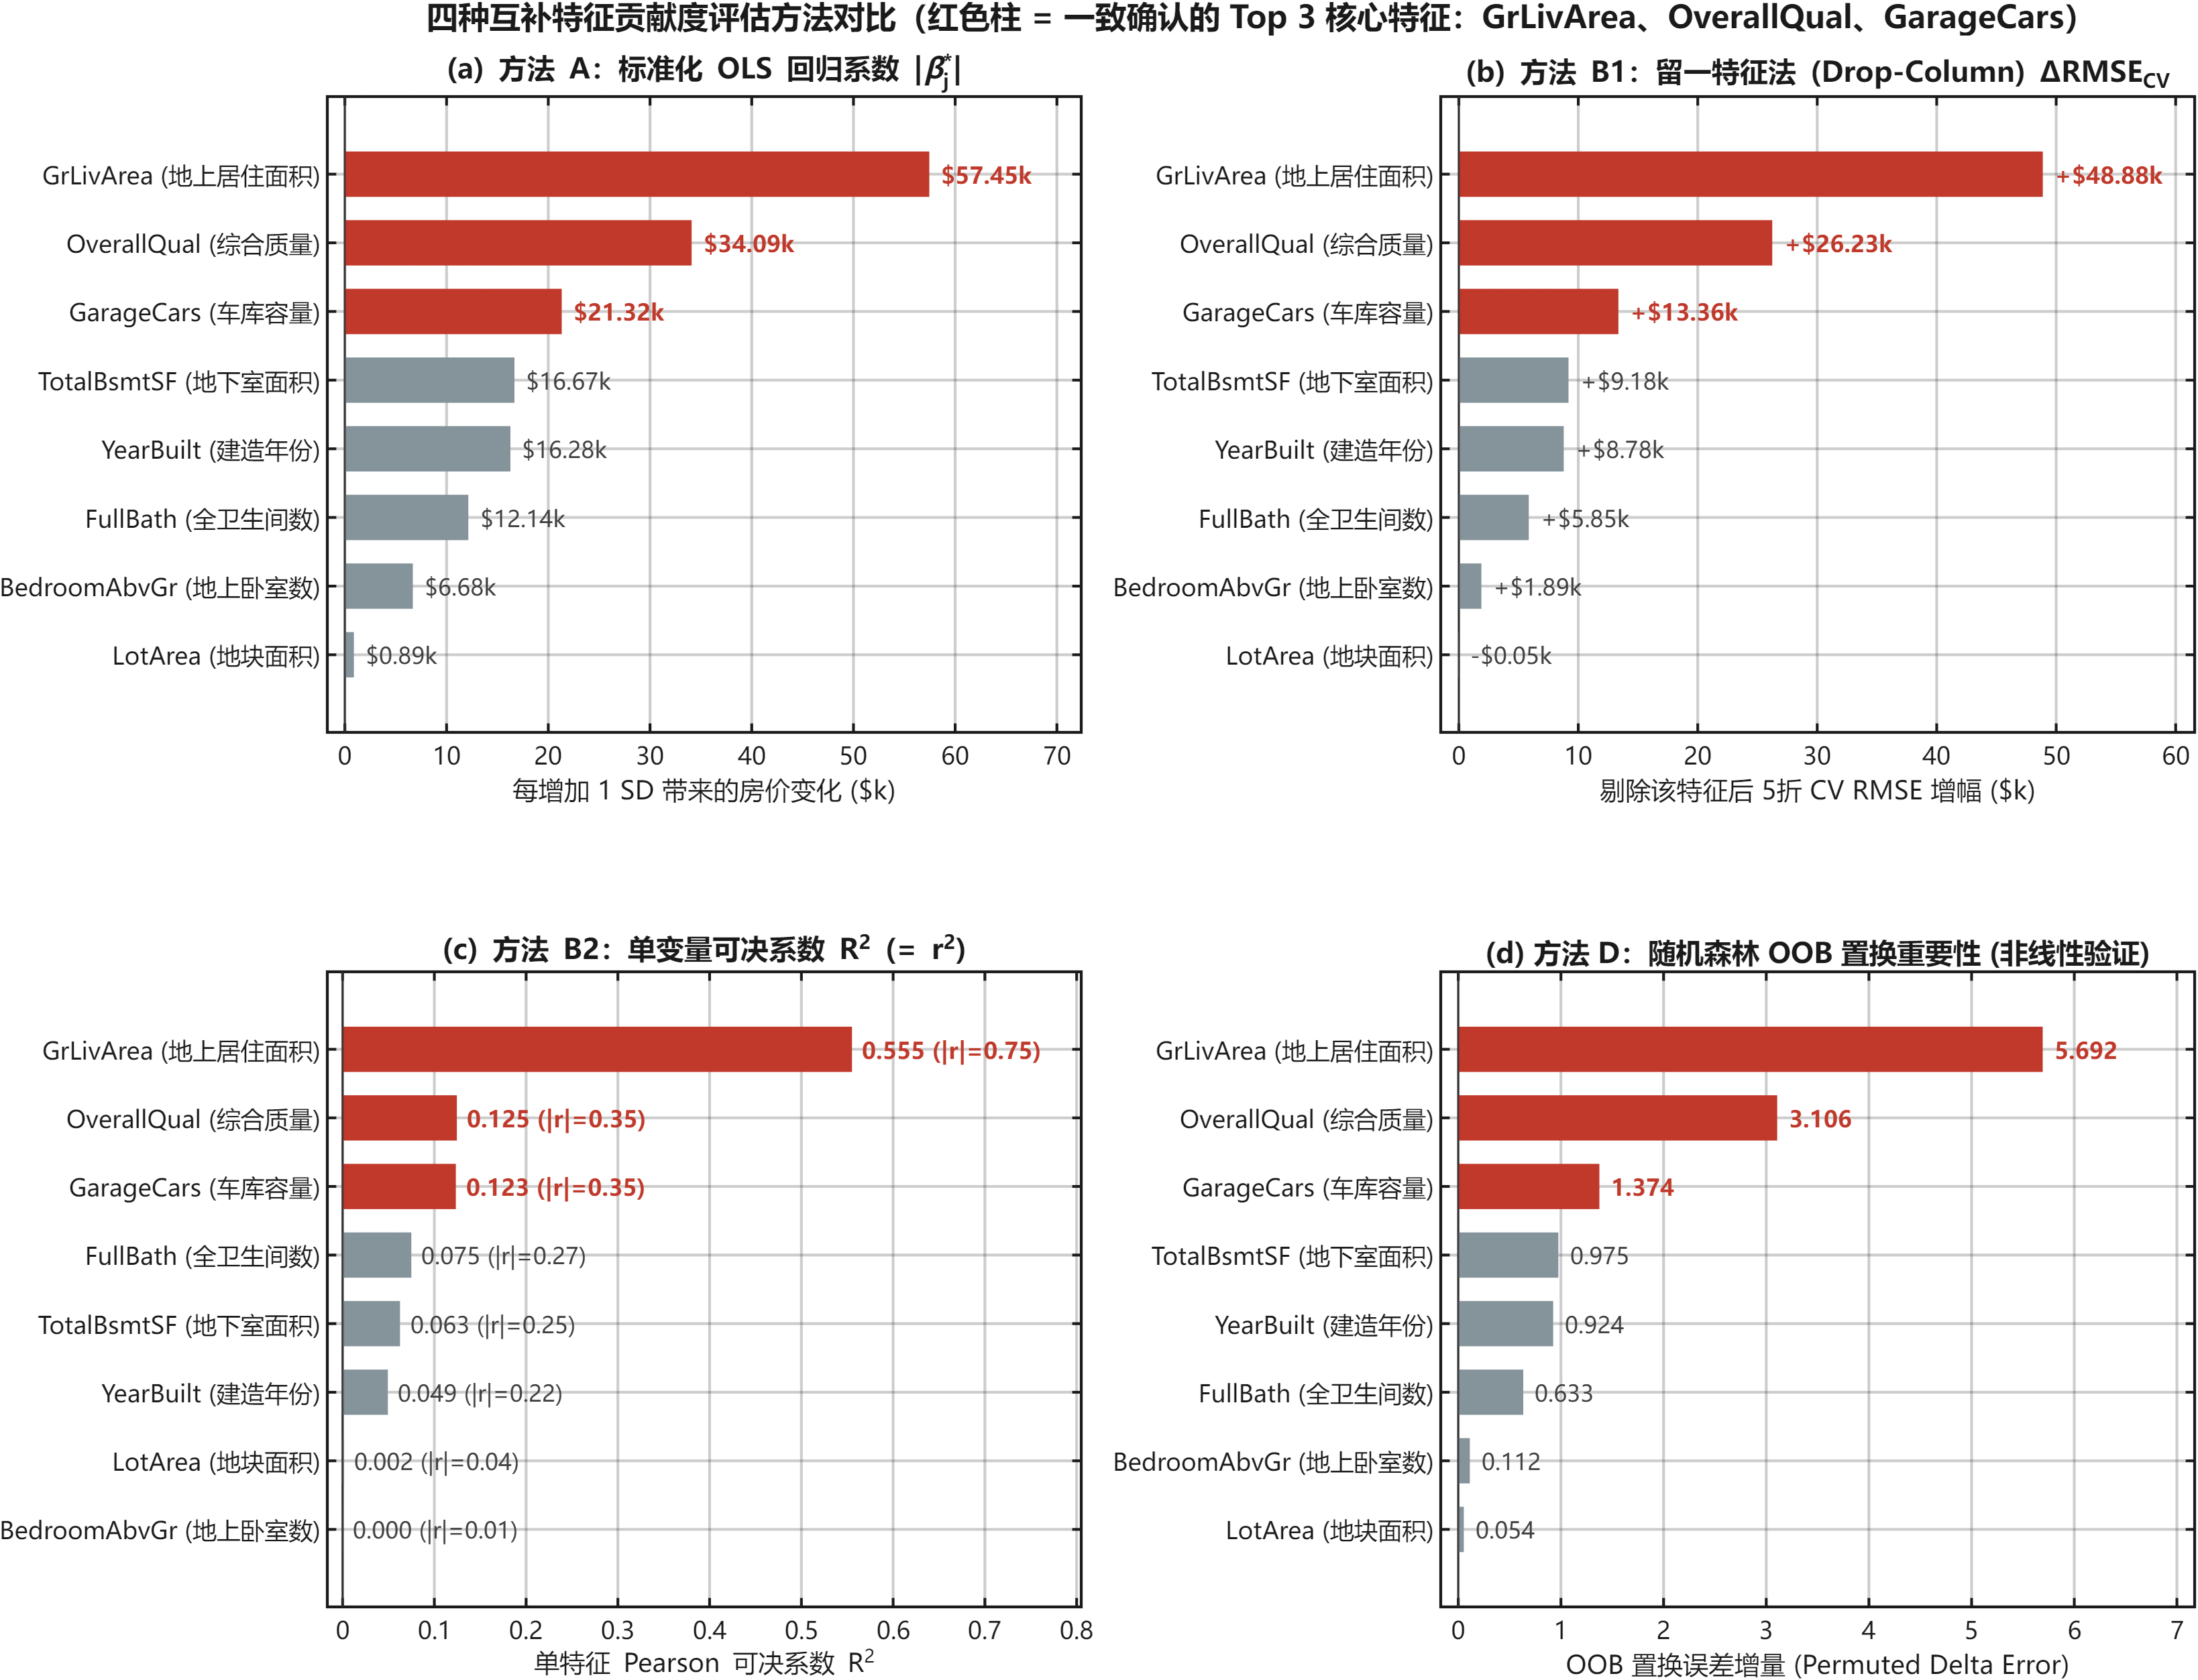 四种互补特征贡献度评估方法对比（红色柱 = 一致确认的 Top 3 核心特征：GrLivArea、OverallQual、GarageCars）
(a) 方法 A：标准化 OLS 回归系数 |β*j|
GrLivArea (地上居住面积)
$57.45k
OverallQual (综合质量)
$34.09k
GarageCars (车库容量)
$21.32k
TotalBsmtSF (地下室面积)
$16.67k
YearBuilt (建造年份)
$16.28k
FullBath (全卫生间数)
$12.14k
BedroomAbvGr (地上卧室数)
$6.68k
LotArea (地块面积)
$0.89k
0 10 20 30 40 50 60 70
每增加 1 SD 带来的房价变化 ($k)
(b) 方法 B1：留一特征法 (Drop-Column) ΔRMSECV
GrLivArea (地上居住面积)
+$48.88k
OverallQual (综合质量)
+$26.23k
GarageCars (车库容量)
+$13.36k
TotalBsmtSF (地下室面积)
+$9.18k
YearBuilt (建造年份)
+$8.78k
FullBath (全卫生间数)
+$5.85k
BedroomAbvGr (地上卧室数)
+$1.89k
LotArea (地块面积)
-$0.05k
0 10 20 30 40 50 60
剔除该特征后 5折 CV RMSE 增幅 ($k)
(c) 方法 B2：单变量可决系数 R² (= r²)
GrLivArea (地上居住面积)
0.555 (|r|=0.75)
OverallQual (综合质量)
0.125 (|r|=0.35)
GarageCars (车库容量)
0.123 (|r|=0.35)
FullBath (全卫生间数)
0.075 (|r|=0.27)
TotalBsmtSF (地下室面积)
0.063 (|r|=0.25)
YearBuilt (建造年份)
0.049 (|r|=0.22)
LotArea (地块面积)
0.002 (|r|=0.04)
BedroomAbvGr (地上卧室数)
0.000 (|r|=0.01)
0 0.1 0.2 0.3 0.4 0.5 0.6 0.7 0.8
单特征 Pearson 可决系数 R²
(d) 方法 D：随机森林 OOB 置换重要性 (非线性验证)
GrLivArea (地上居住面积)
5.692
OverallQual (综合质量)
3.106
GarageCars (车库容量)
1.374
TotalBsmtSF (地下室面积)
0.975
YearBuilt (建造年份)
0.924
FullBath (全卫生间数)
0.633
BedroomAbvGr (地上卧室数)
0.112
LotArea (地块面积)
0.054
0 1 2 3 4 5 6 7
OOB 置换误差增量 (Permuted Delta Error)